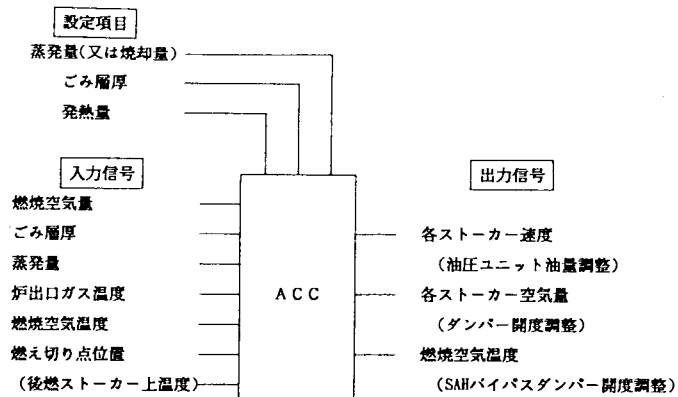 設定項目
蒸発量(又は焼却量)
ごみ層厚
発熱量
入力信号
燃焼空気量
ごみ層厚
蒸発量
炉出口ガス温度
燃焼空気温度
燃え切り点位置
(後燃ストーカー上温度)
ACC
出力信号
各ストーカー速度
(油圧ユニット油量調整)
各ストーカー空気量
(ダンパー開度調整)
燃焼空気温度
(SAHバイパスダンパー開度調整)